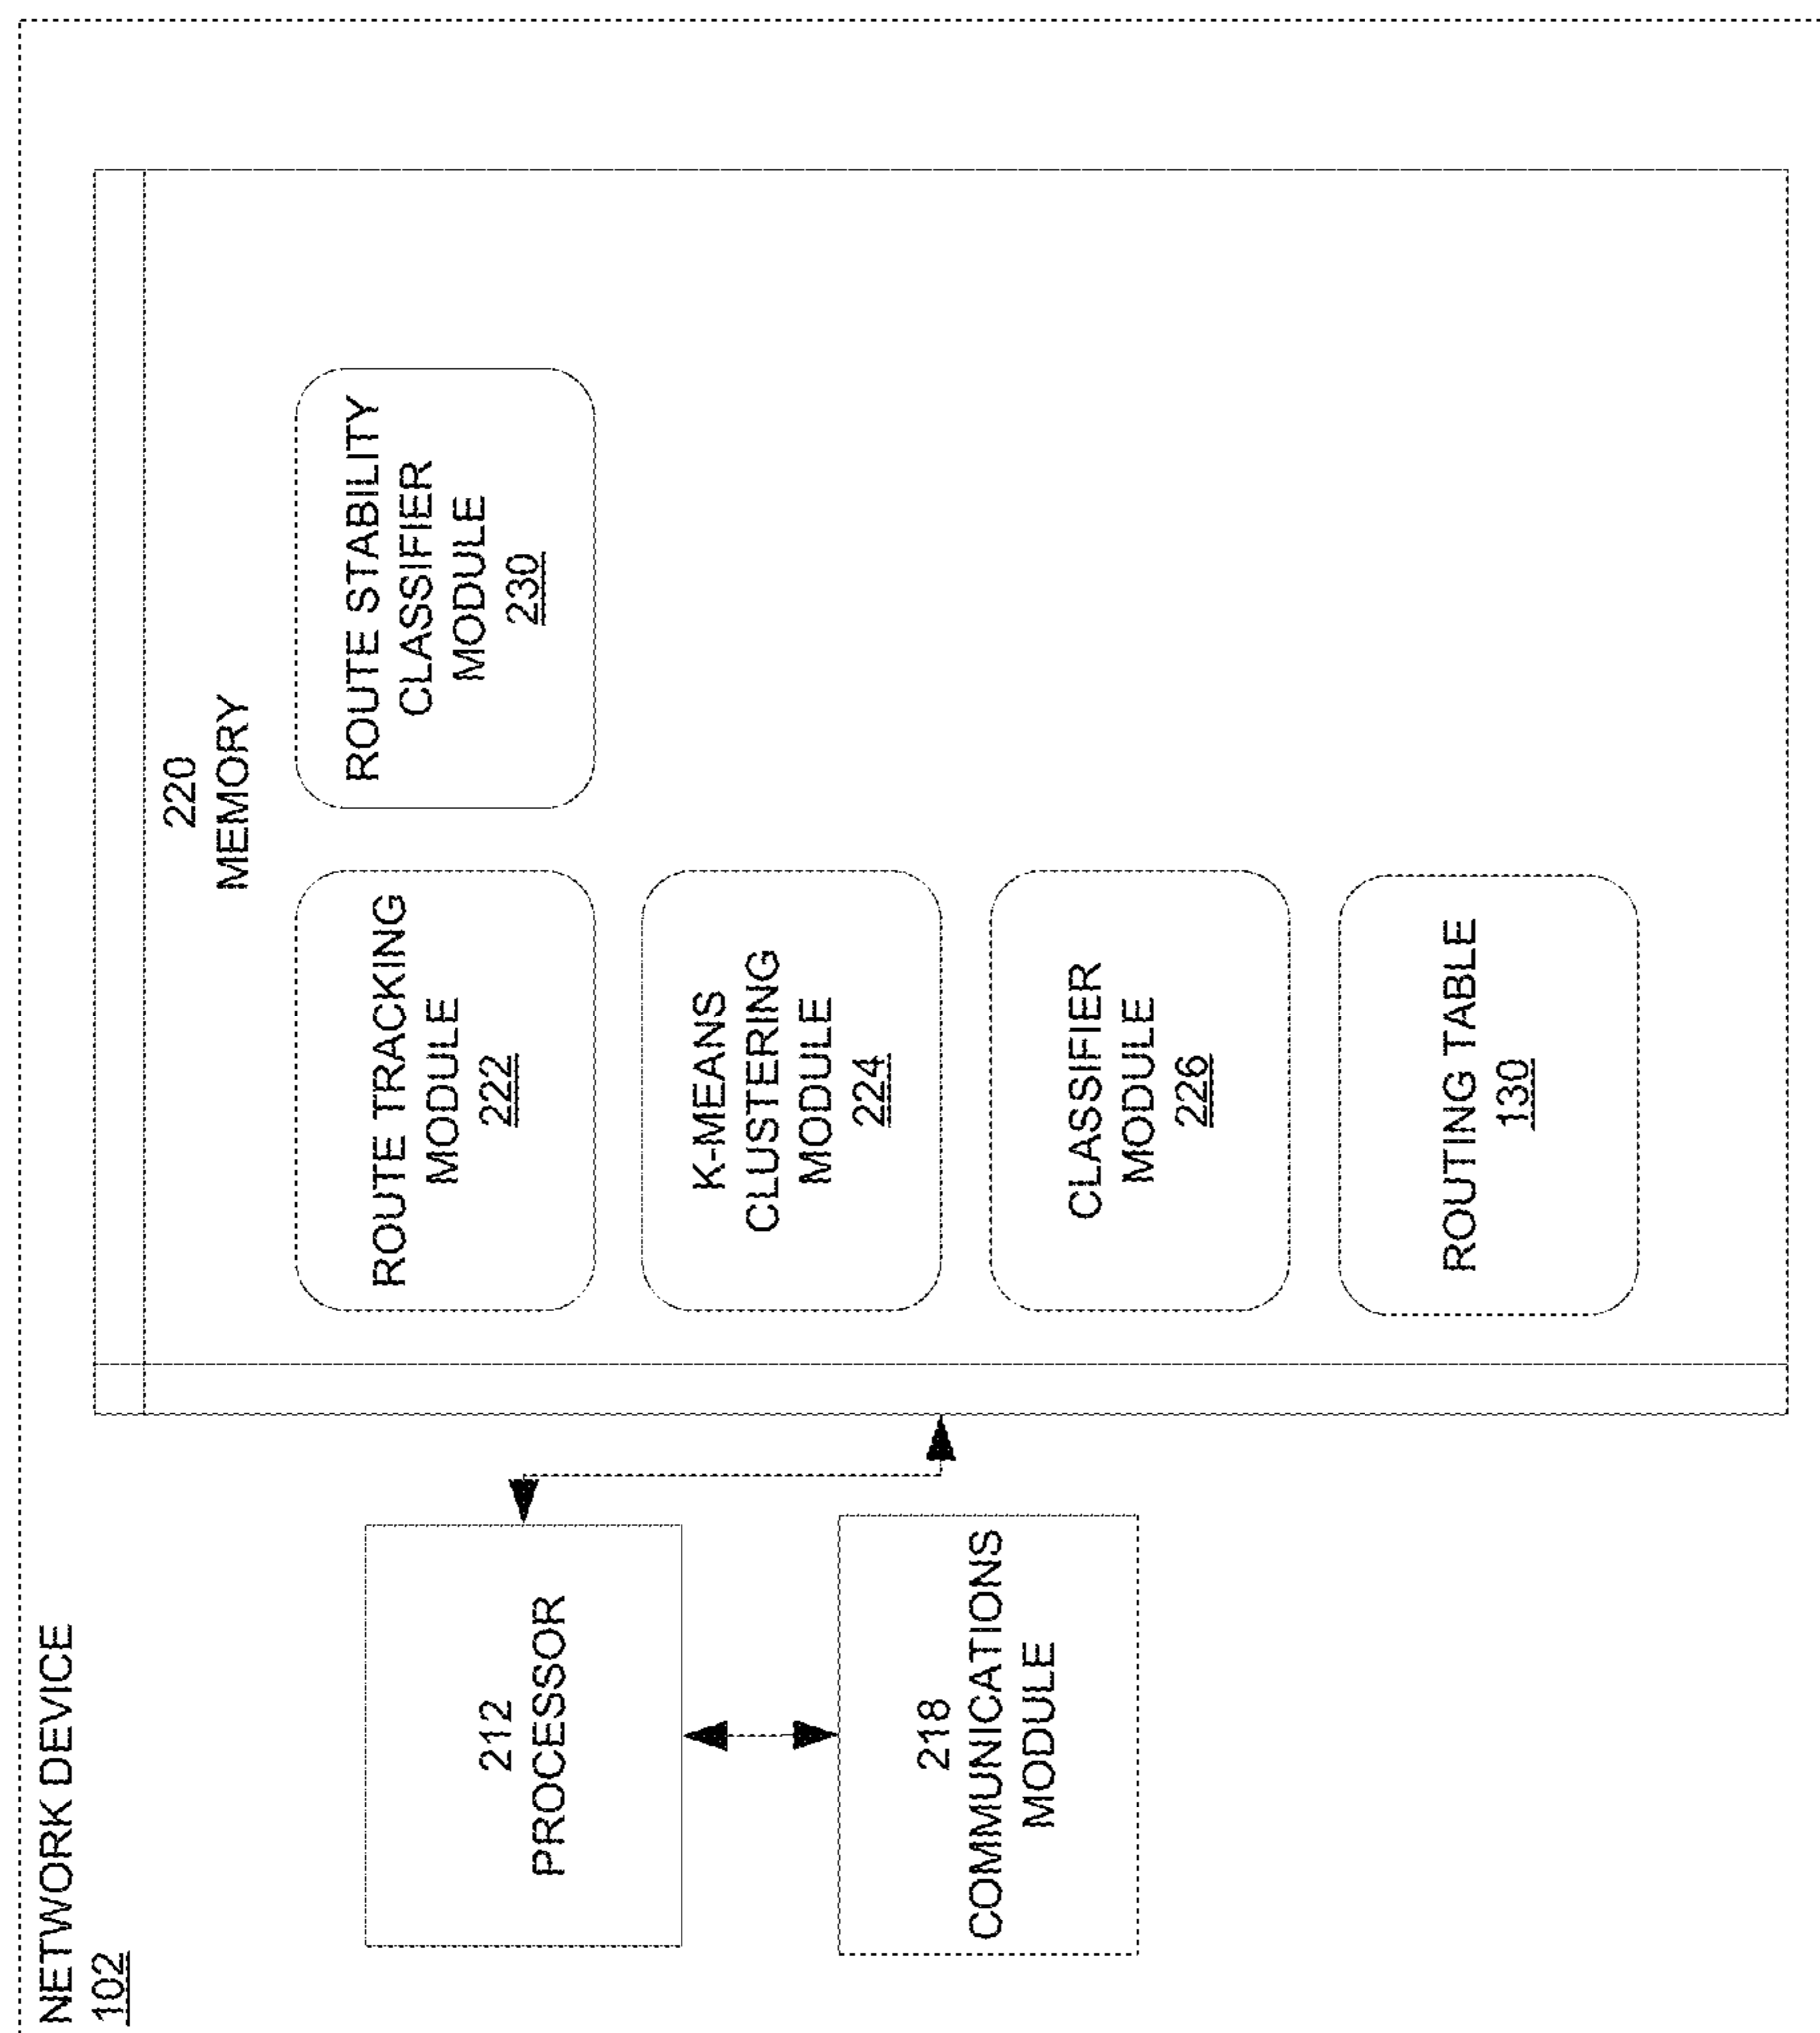 NETWORK DEVICE
102
212
PROCESSOR
218
COMMUNICATIONS
MODULE
220
MEMORY
ROUTE TRACKING
MODULE
222
ROUTE STABILITY
CLASSIFIER
MODULE
230
K-MEANS
CLUSTERING
MODULE
224
CLASSIFIER
MODULE
226
ROUTING TABLE
130